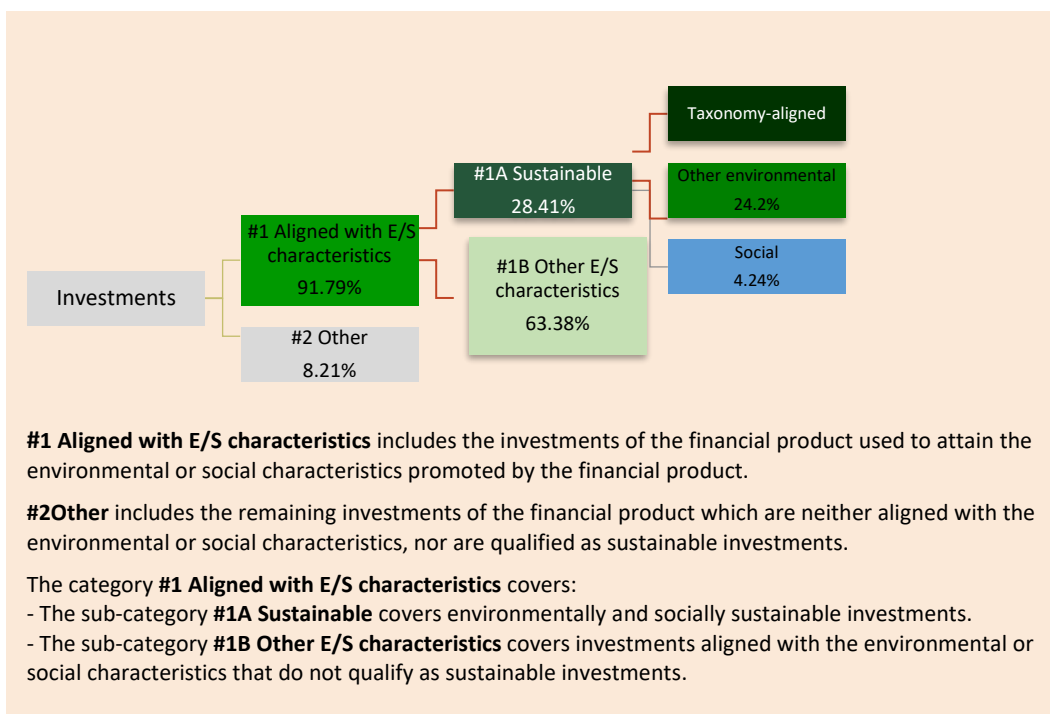 Taxonomy-aligned
#1A Sustainable
28.41%
Other environmental
24.2%
#1 Aligned with E/S
characteristics
91.79%
#1B Other E/S
characteristics
63.38%
Social
4.24%
Investments
#2 Other
8.21%
#1 Aligned with E/S characteristics includes the investments of the financial product used to attain the
environmental or social characteristics promoted by the financial product.
#2Other includes the remaining investments of the financial product which are neither aligned with the
environmental or social characteristics, nor are qualified as sustainable investments.
The category #1 Aligned with E/S characteristics covers:
- The sub-category #1A Sustainable covers environmentally and socially sustainable investments.
- The sub-category #1B Other E/S characteristics covers investments aligned with the environmental or
social characteristics that do not qualify as sustainable investments.